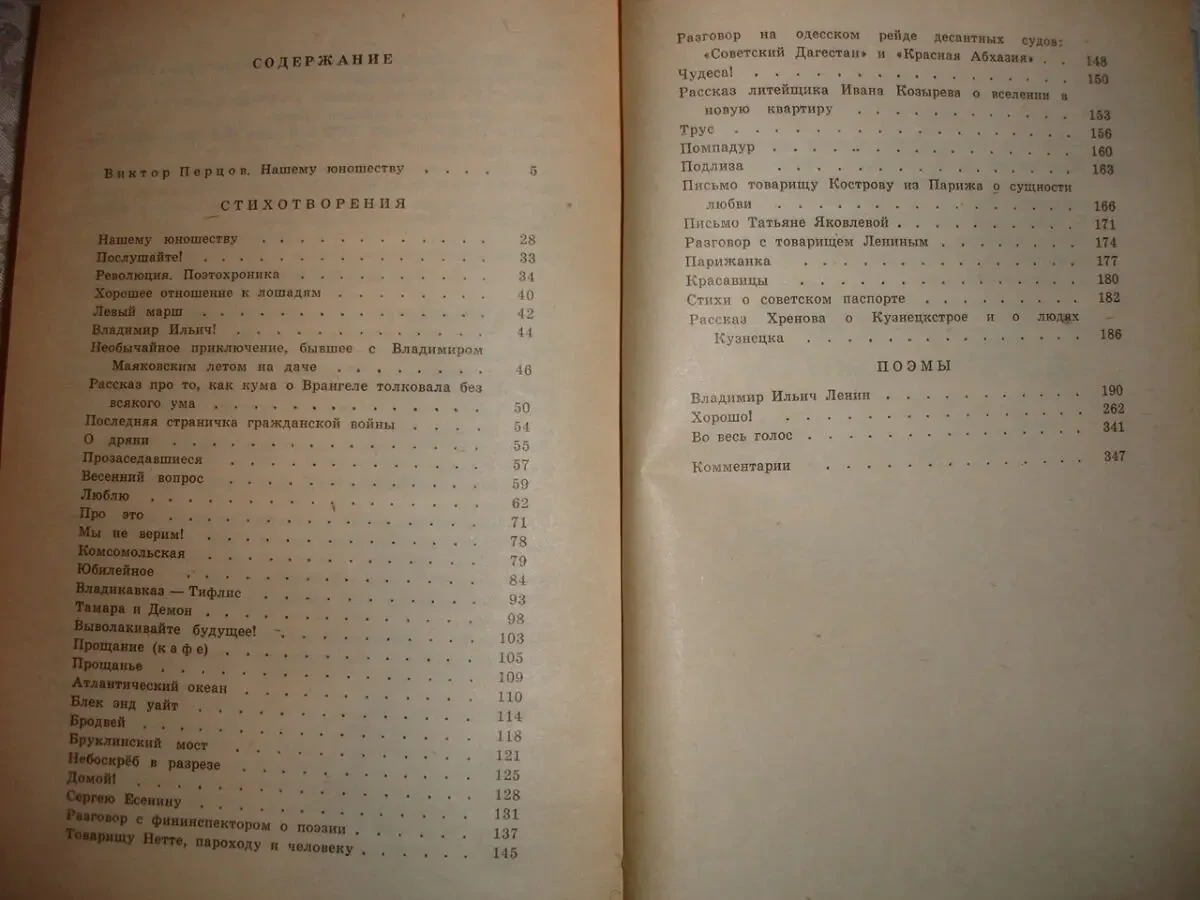 СОДЕРЖАНИЕ
Виктор Перцов. Нашему юношеству . . . . 5
СТИХОТВОРЕНИЯ
Нашему юношеству . . . . . . . . . . . 28
Послушайте! . . . . . . . . . . . . . . 33
Революция. Поэтохроника . . . . . . . . 34
Хорошее отношение к лошадям . . . . . . . 40
Левый марш . . . . . . . . . . . . . . 42
Владимир Ильич! . . . . . . . . . . . . 44
Необычайное приключение, бывшее с Владимиром
Маяковским летом на даче . . . . . . . 46
Рассказ про то, как кума о Врангеле толковала без
всякого ума . . . . . . . . . . . . . 50
Последняя страничка гражданской войны . . . . 54
О дряни . . . . . . . . . . . . . . . 55
Прозаседавшиеся . . . . . . . . . . . . 57
Весенний вопрос . . . . . . . . . . . . 59
Люблю . . . . . . . . . . . . . . . . 62
Про это . . . . . . . . . . . . . . . 71
Мы не верим! . . . . . . . . . . . . . 78
Комсомольская . . . . . . . . . . . . . 79
Юбилейное . . . . . . . . . . . . . . 84
Владикавказ — Тифлис . . . . . . . . . . 93
Тамара и Демон . . . . . . . . . . . . 98
Выволакивайте будущее! . . . . . . . . . 103
Прощание (кафе) . . . . . . . . . . . . 105
Прощанье . . . . . . . . . . . . . . . 109
Атлантический океан . . . . . . . . . . 110
Блек энд уайт . . . . . . . . . . . . . 114
Бродвей . . . . . . . . . . . . . . . 118
Бруклинский мост . . . . . . . . . . . 121
Небоскрёб в разрезе . . . . . . . . . . 125
Домой! . . . . . . . . . . . . . . . . 128
Сергею Есенину . . . . . . . . . . . . 131
Разговор с фининспектором о поэзии . . . . . 137
Товарищу Нетте, пароходу и человеку . . . . . 145
Разговор на одесском рейде десантных судов:
«Советский Дагестан» и «Красная Абхазия» . . 148
Чудеса! . . . . . . . . . . . . . . . 150
Рассказ литейщика Ивана Козырева о вселении в
новую квартиру . . . . . . . . . . . 153
Трус . . . . . . . . . . . . . . . . 156
Помпадур . . . . . . . . . . . . . . 160
Подлиза . . . . . . . . . . . . . . . 163
Письмо товарищу Кострову из Парижа о сущности
любви . . . . . . . . . . . . . . . 166
Письмо Татьяне Яковлевой . . . . . . . . . 171
Разговор с товарищем Лениным . . . . . . . 174
Парижанка . . . . . . . . . . . . . . 177
Красавицы . . . . . . . . . . . . . . 180
Стихи о советском паспорте . . . . . . . . 182
Рассказ Хренова о Кузнецкстрое и о людях
Кузнецка . . . . . . . . . . . . . . 186
ПОЭМЫ
Владимир Ильич Ленин . . . . . . . . . . 190
Хорошо! . . . . . . . . . . . . . . . 262
Во весь голос . . . . . . . . . . . . . 341
Комментарии . . . . . . . . . . . . . 347